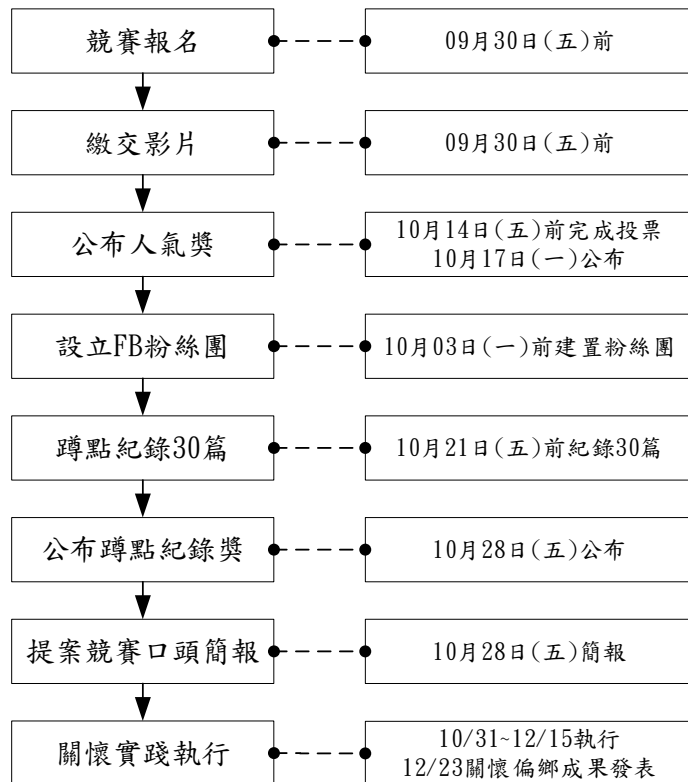 競賽報名
09月30日(五)前
繳交影片
09月30日(五)前
公布人氣獎
10月14日(五)前完成投票
10月17日(一)公布
設立FB粉絲團
10月03日(一)前建置粉絲團
蹲點紀錄30篇
10月21日(五)前紀錄30篇
公布蹲點紀錄獎
10月28日(五)公布
提案競賽口頭簡報
10月28日(五)簡報
關懷實踐執行
10/31~12/15執行
12/23關懷偏鄉成果發表